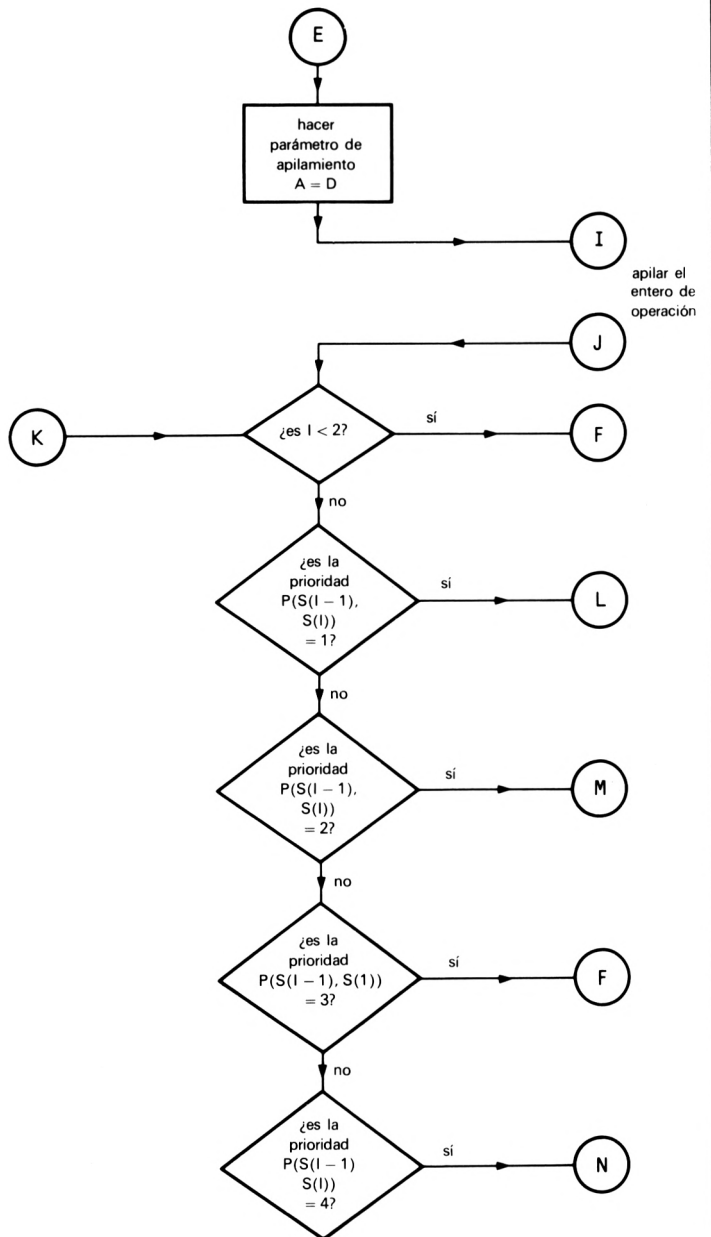 E
hacer
parámetro de
apilamiento
A = D
I
apilar el
entero de
operación
J
K
¿es I < 2?
sí
F
no
¿es la
prioridad
P(S(I – 1),
S(I))
= 1?
sí
L
no
¿es la
prioridad
P(S(I – 1),
S(I))
= 2?
sí
M
no
¿es la
prioridad
P(S(I – 1), S(1))
= 3?
sí
F
no
¿es la
prioridad
P(S(I – 1)
S(I))
= 4?
sí
N